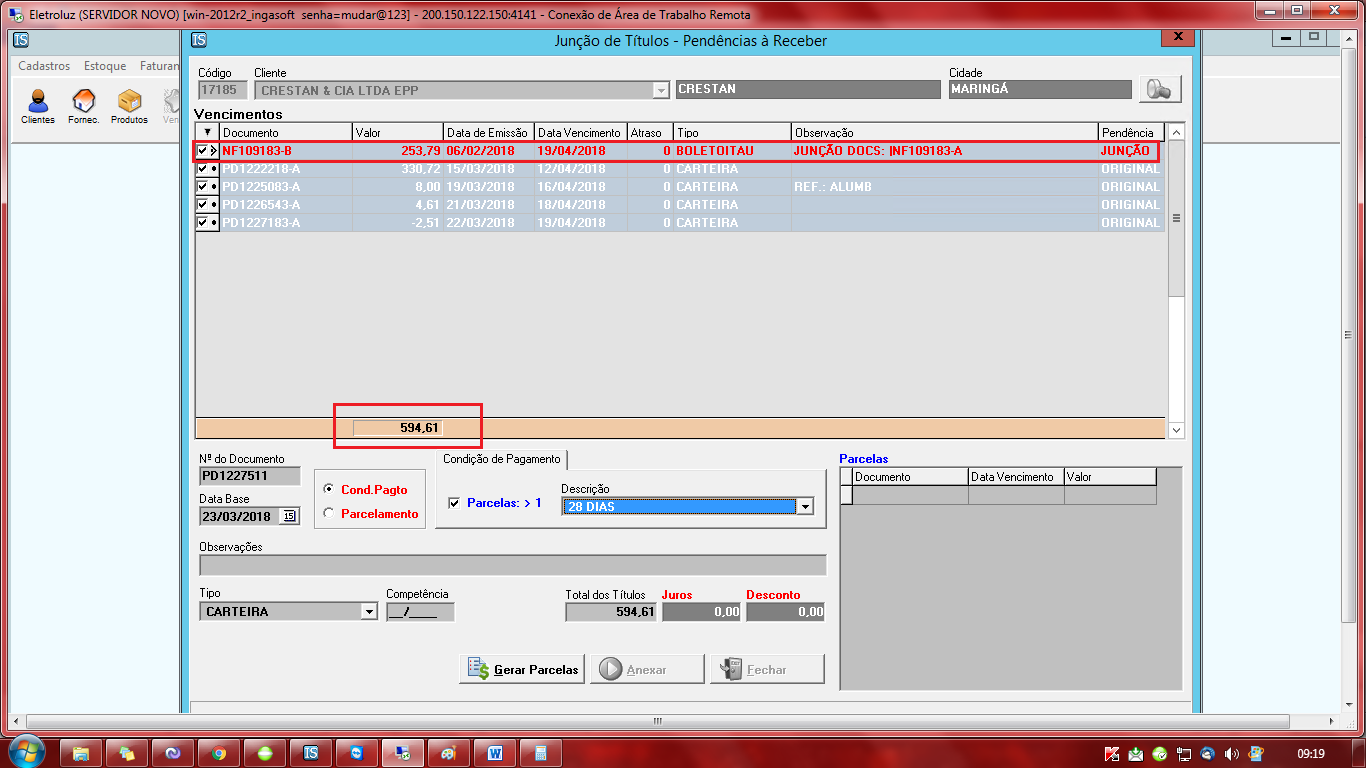 Eletroluz (SERVIDOR NOVO) [win-2012r2_ingasoft senha=mudar@123] - 200.150.122.150:4141 - Conexão de Área de Trabalho Remota
IS
IS Junção de Títulos - Pendências à Receber
Cadastros Estoque Faturan
Clientes Fornec. Produtos Ven
Código Cliente Cidade
17185 CRESTAN & CIA LTDA EPP CRESTAN MARINGÁ
Vencimentos
Documento Valor Data de Emissão Data Vencimento Atraso Tipo Observação Pendência
NF109183-B 253,79 06/02/2018 19/04/2018 0 BOLETOITAU JUNÇÃO DOCS: |NF109183-A JUNÇÃO
PD1222218-A 330,72 15/03/2018 12/04/2018 0 CARTEIRA ORIGINAL
PD1225083-A 8,00 19/03/2018 16/04/2018 0 CARTEIRA REF.: ALUMB ORIGINAL
PD1226543-A 4,61 21/03/2018 18/04/2018 0 CARTEIRA ORIGINAL
PD1227183-A -2,51 22/03/2018 19/04/2018 0 CARTEIRA ORIGINAL
594,61
Nº do Documento Condição de Pagamento Parcelas
PD1227511 Documento Data Vencimento Valor
Data Base Cond.Pagto Parcelas: > 1 Descrição
23/03/2018 15 Parcelamento 28 DIAS
Observações
Tipo Competência Total dos Títulos Juros Desconto
CARTEIRA __/____ 594,61 0,00 0,00
Gerar Parcelas Anexar Fechar
IS W 09:19